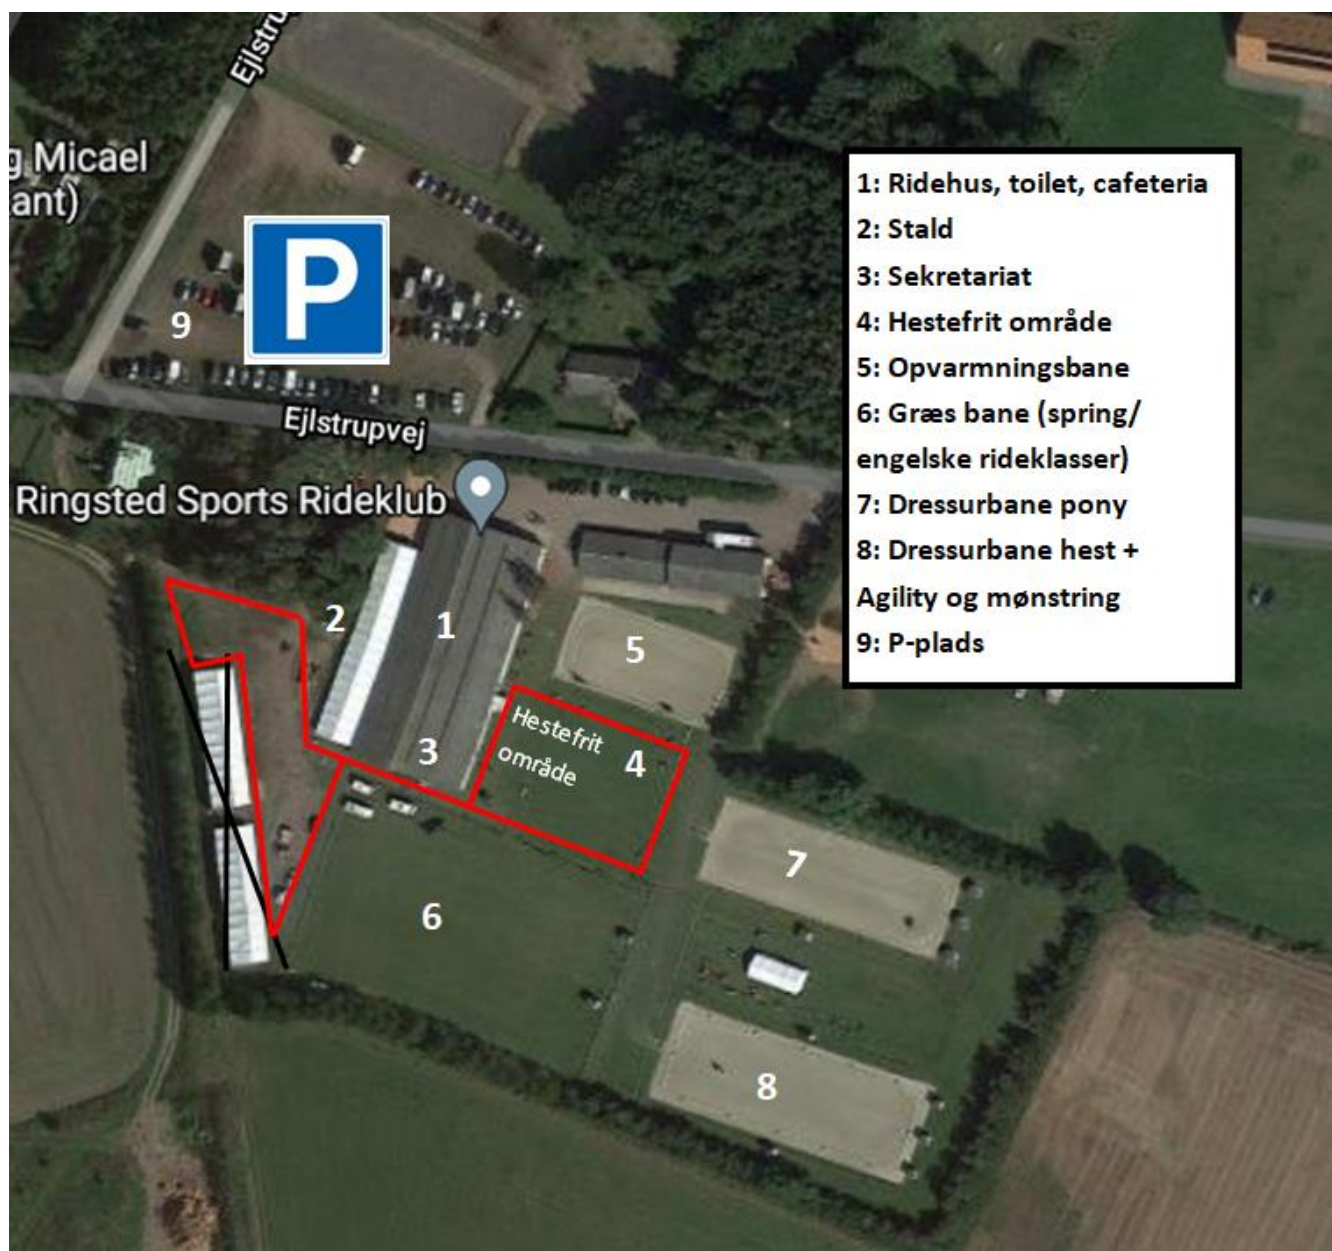 Ejlstru
g Micael
ant)
P
9
Ejlstrupvej
Ringsted Sports Rideklub
1: Ridehus, toilet, cafeteria
2: Stald
3: Sekretariat
4: Hestefrit område
5: Opvarmningsbane
6: Græs bane (spring/
engelske rideklasser)
7: Dressurbane pony
8: Dressurbane hest +
Agility og mønstring
9: P-plads
2
1
5
3
Hestefrit
område
4
7
6
8